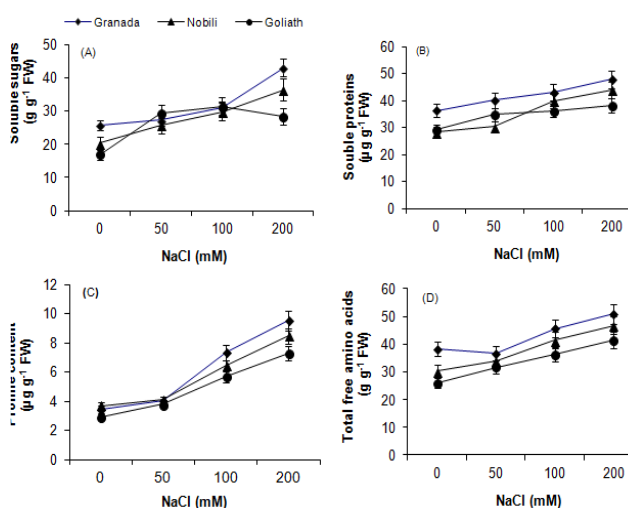 Granada Nobili Goliath
(A)
Soluble sugars
(g g⁻¹ FW)
50
40
30
20
10
0
0 50 100 200
NaCl (mM)
(B)
Souble proteins
(µg g⁻¹ FW)
60
50
40
30
20
10
0
0 50 100 200
NaCl (mM)
(C)
content
(µg g⁻¹ FW)
12
10
8
6
4
2
0
0 50 100 200
NaCl (mM)
(D)
Total free amino acids
(g g⁻¹ FW)
60
50
40
30
20
10
0
0 50 100 200
NaCl (mM)